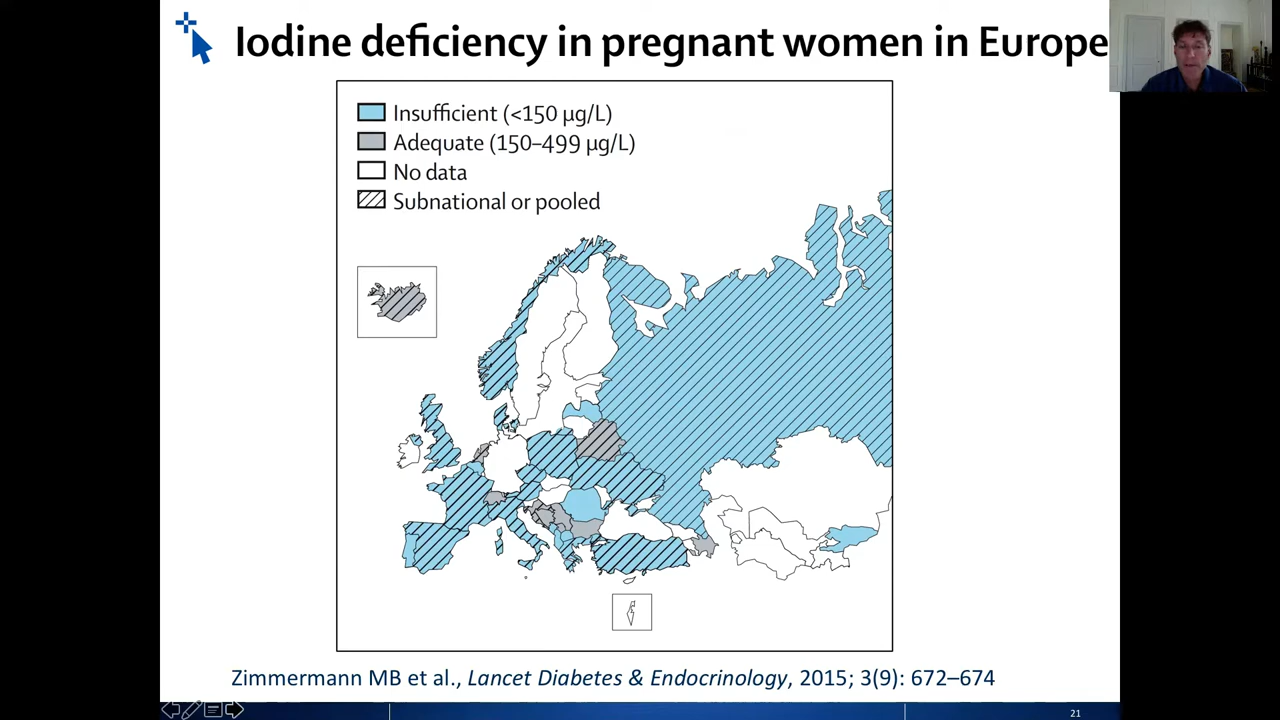 Iodine deficiency in pregnant women in Europe
Insufficient (<150 µg/L)
Adequate (150–499 µg/L)
No data
Subnational or pooled
Zimmermann MB et al., Lancet Diabetes & Endocrinology, 2015; 3(9): 672–674
21